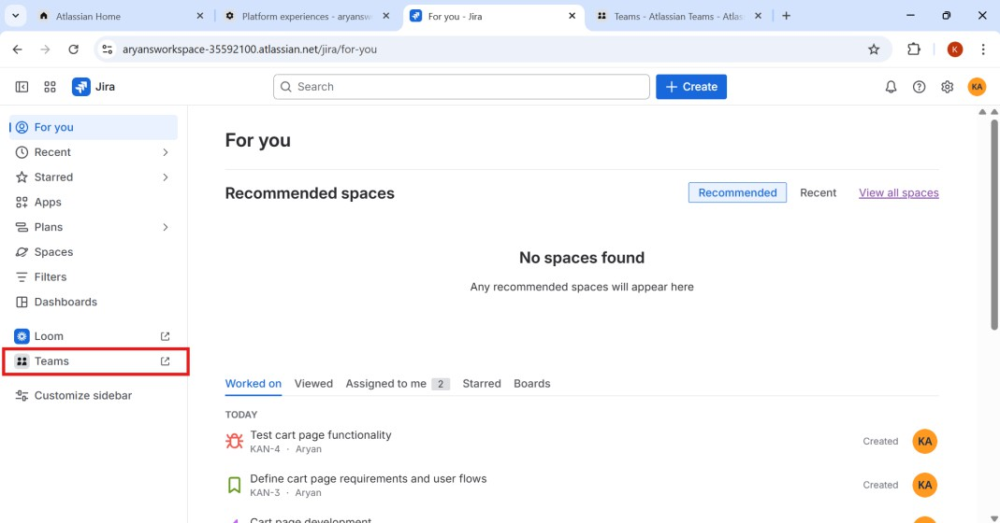 Atlassian Home
Platform experiences - aryansw
For you - Jira
Teams - Atlassian Teams - Atlas
aryansworkspace-35592100.atlassian.net/jira/for-you
K
Jira
Search
Create
KA
For you
Recent
Starred
Apps
Plans
Spaces
Filters
Dashboards
Loom
Teams
Customize sidebar
For you
Recommended spaces
Recommended
Recent
View all spaces
No spaces found
Any recommended spaces will appear here
Worked on
Viewed
Assigned to me 2
Starred
Boards
TODAY
Test cart page functionality
KAN-4 · Aryan
Created
KA
Define cart page requirements and user flows
KAN-3 · Aryan
Created
KA
Cart page development